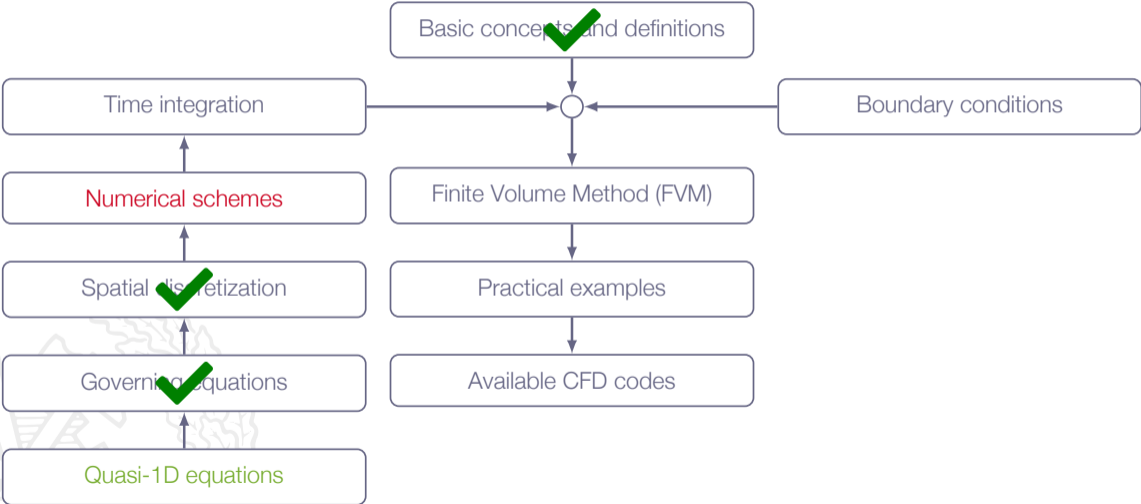 Basic concepts and definitions
Time integration
Boundary conditions
Numerical schemes
Finite Volume Method (FVM)
Spatial discretization
Practical examples
Governing equations
Available CFD codes
Quasi-1D equations